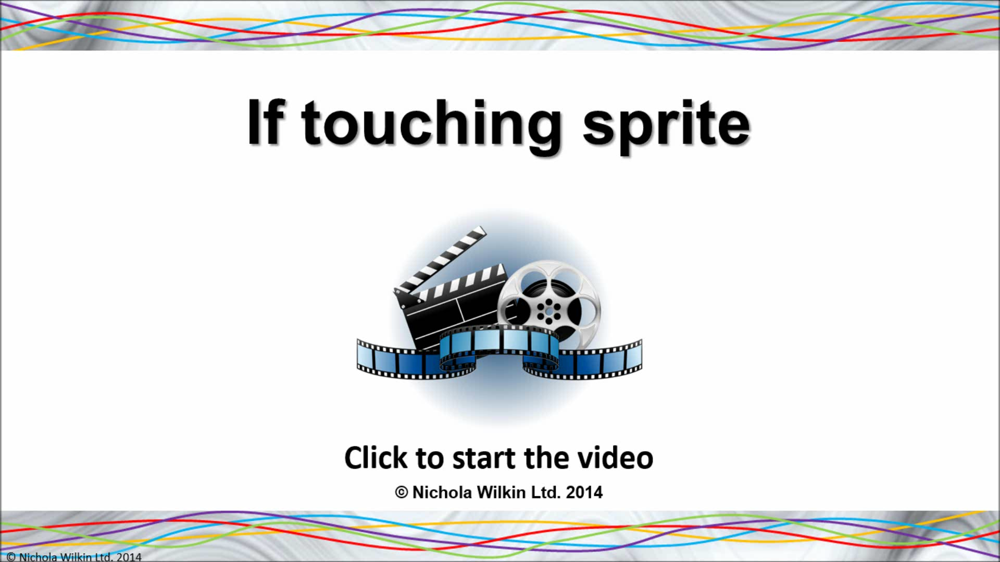 If touching sprite
Click to start the video
© Nichola Wilkin Ltd. 2014
© Nichola Wilkin Ltd. 2014